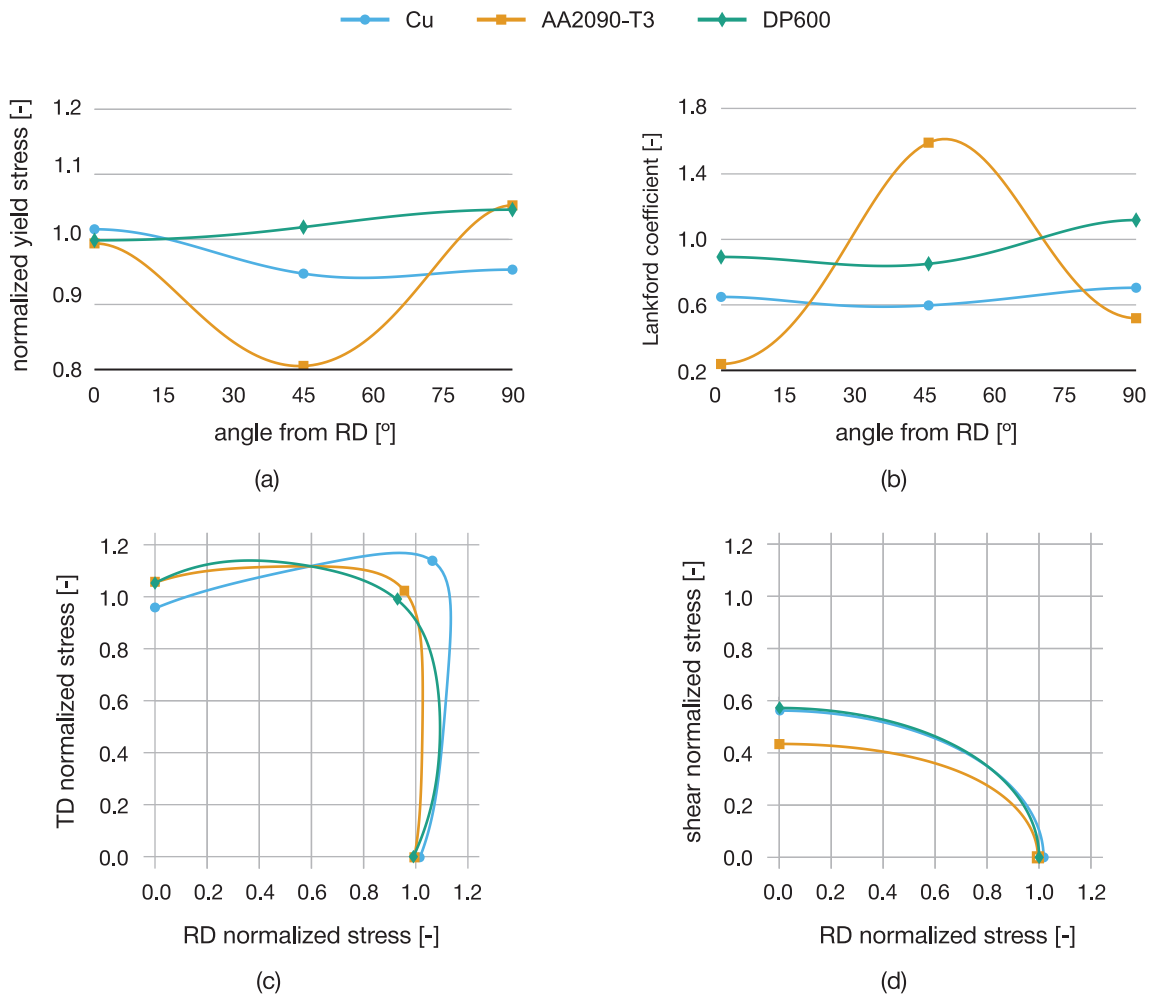 Cu AA2090-T3 DP600
normalized yield stress [-]
1.2
1.1
1.0
0.9
0.8
0 15 30 45 60 75 90
angle from RD [º]
(a)
Lankford coefficient [-]
1.8
1.4
1.0
0.6
0.2
0 15 30 45 60 75 90
angle from RD [º]
(b)
TD normalized stress [-]
1.2
1.0
0.8
0.6
0.4
0.2
0.0
0.0 0.2 0.4 0.6 0.8 1.0 1.2
RD normalized stress [-]
(c)
shear normalized stress [-]
1.2
1.0
0.8
0.6
0.4
0.2
0.0
0.0 0.2 0.4 0.6 0.8 1.0 1.2
RD normalized stress [-]
(d)